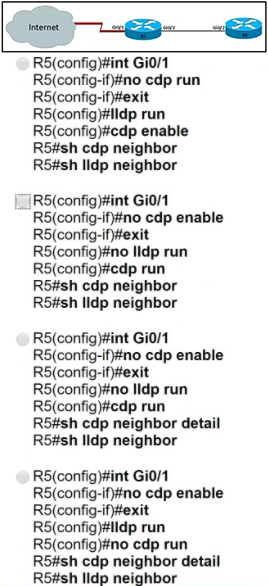 Internet
Gi0/1
Gi0/2
Gi0/2
R5(config)#int Gi0/1
R5(config-if)#no cdp run
R5(config-if)#exit
R5(config)#lldp run
R5(config)#cdp enable
R5#sh cdp neighbor
R5#sh lldp neighbor
R5(config)#int Gi0/1
R5(config-if)#no cdp enable
R5(config-if)#exit
R5(config)#no lldp run
R5(config)#cdp run
R5#sh cdp neighbor
R5#sh lldp neighbor
R5(config)#int Gi0/1
R5(config-if)#no cdp enable
R5(config-if)#exit
R5(config)#no lldp run
R5(config)#cdp run
R5#sh cdp neighbor detail
R5#sh lldp neighbor
R5(config)#int Gi0/1
R5(config-if)#no cdp enable
R5(config-if)#exit
R5(config)#lldp run
R5(config)#no cdp run
R5#sh cdp neighbor detail
R5#sh lldp neighbor